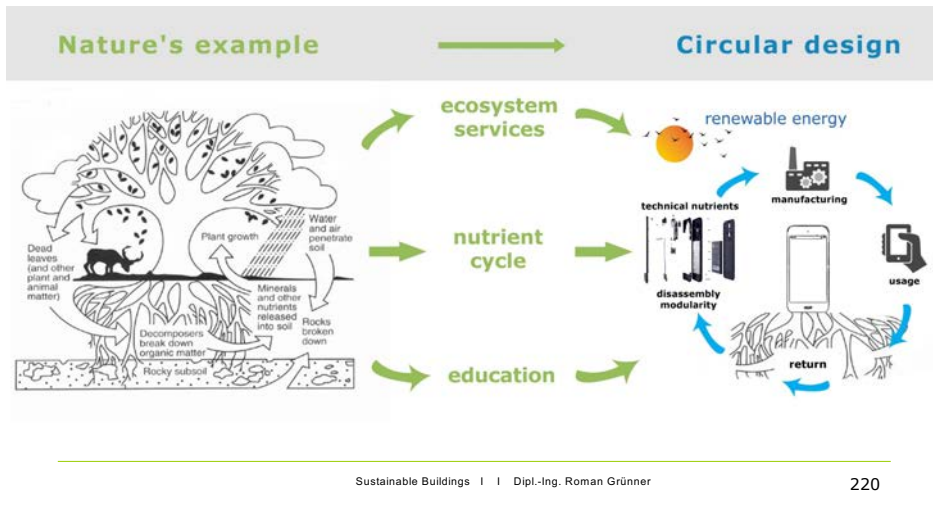 Nature's example
Circular design
ecosystem
services
nutrient
cycle
education
Dead
leaves
(and other
plant and
animal
matter)
Plant growth
Water
and air
penetrate
soil
Minerals
and other
nutrients
released
into soil
Rocks
broken
down
Decomposers
break down
organic matter
Rocky subsoil
renewable energy
manufacturing
technical nutrients
disassembly
modularity
usage
return
Sustainable Buildings I I Dipl.-Ing. Roman Grünner
220